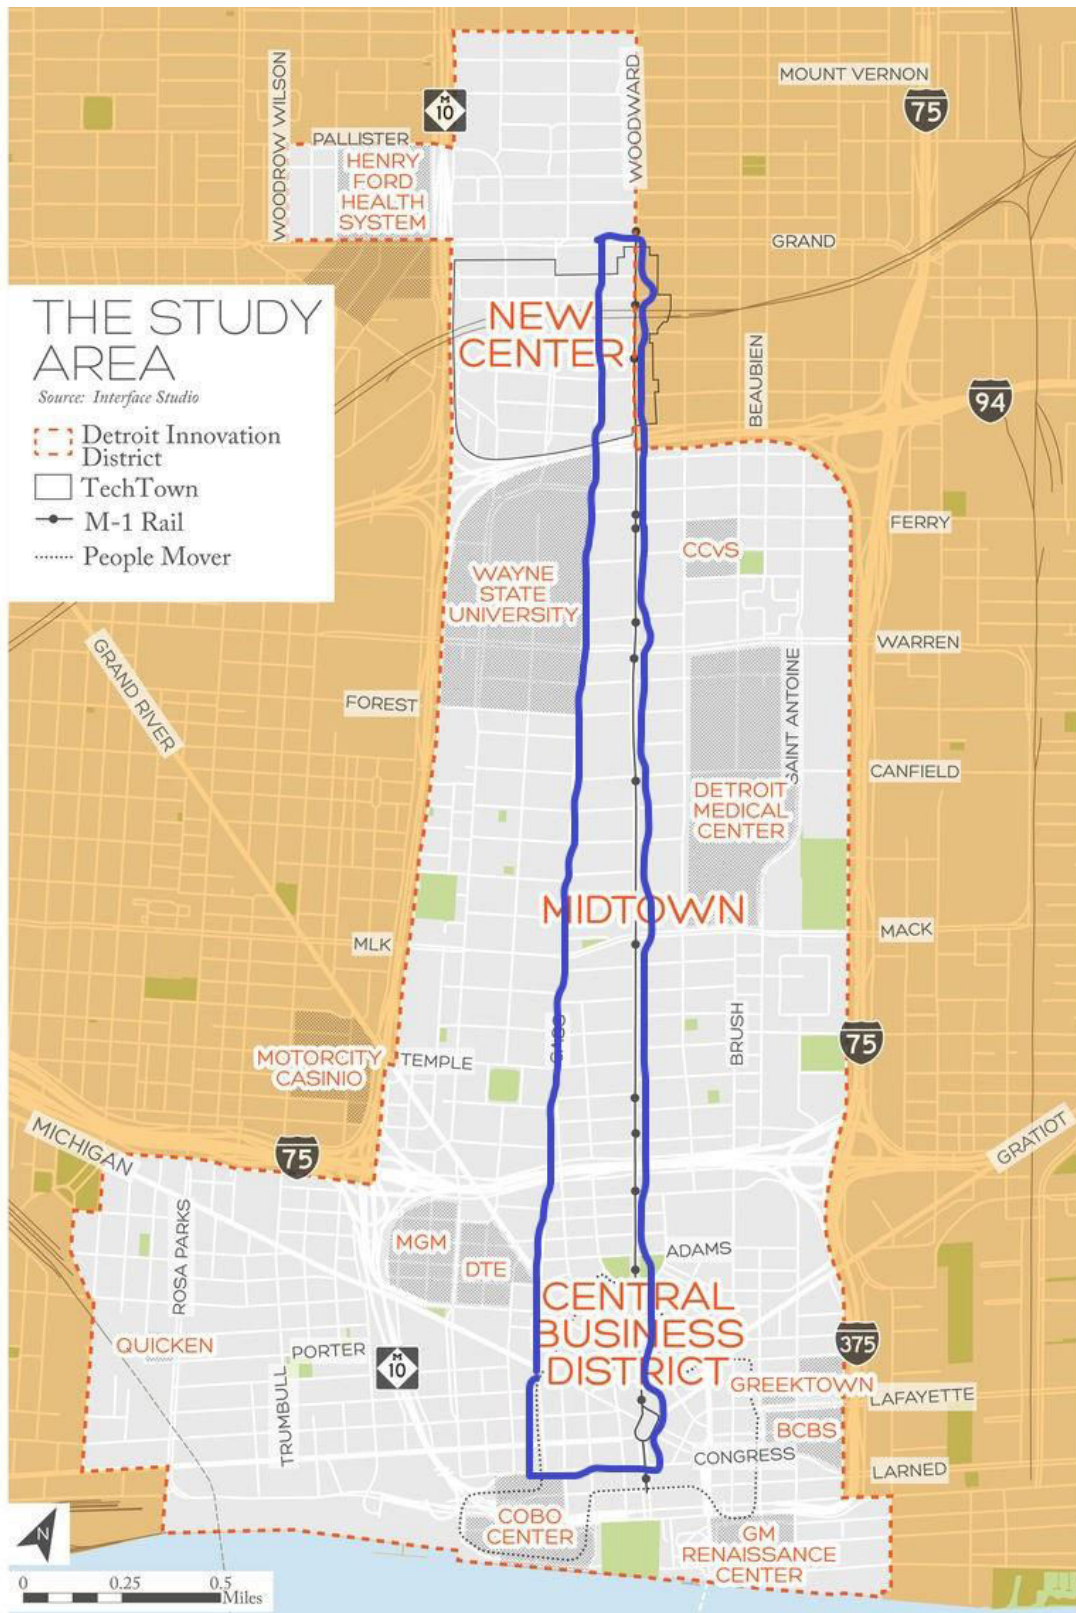 WOODROW WILSON
M
10
PALLISTER
HENRY
FORD
HEALTH
SYSTEM
WOODWARD
MOUNT VERNON
75
GRAND
THE STUDY
AREA
Source: Interface Studio
Detroit Innovation
District
TechTown
M-1 Rail
People Mover
NEW
CENTER
BEAUBIEN
94
FERRY
CCvS
WAYNE
STATE
UNIVERSITY
WARREN
GRAND RIVER
FOREST
SAINT ANTOINE
CANFIELD
DETROIT
MEDICAL
CENTER
MIDTOWN
MLK
MACK
CASS
BRUSH
75
MOTORCITY
CASINIO
TEMPLE
MICHIGAN
75
GRATIOT
ROSA PARKS
MGM
DTE
ADAMS
CENTRAL
BUSINESS
DISTRICT
QUICKEN
PORTER
M
10
375
TRUMBULL
GREEKTOWN
LAFAYETTE
BCBS
CONGRESS
LARNED
COBO
CENTER
GM
RENAISSANCE
CENTER
N
0 0.25 0.5
Miles